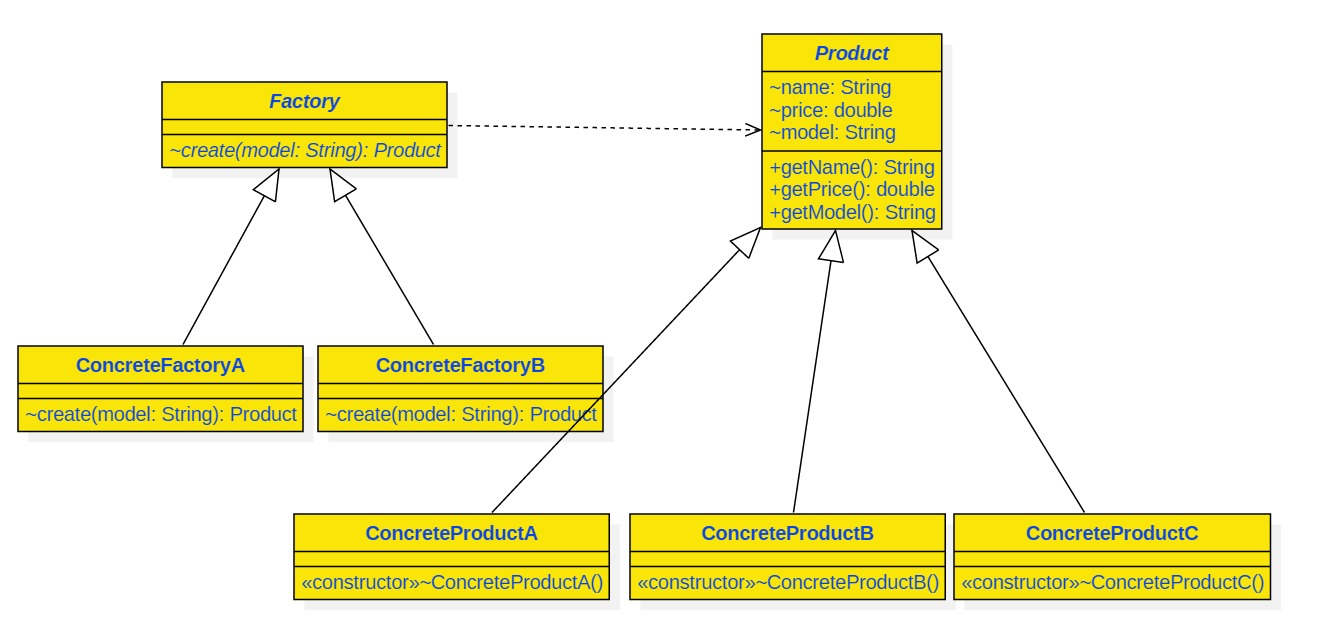 Product
~name: String
~price: double
~model: String
+getName(): String
+getPrice(): double
+getModel(): String
Factory
~create(model: String): Product
ConcreteFactoryA
~create(model: String): Product
ConcreteFactoryB
~create(model: String): Product
ConcreteProductA
«constructor»~ConcreteProductA()
ConcreteProductB
«constructor»~ConcreteProductB()
ConcreteProductC
«constructor»~ConcreteProductC()